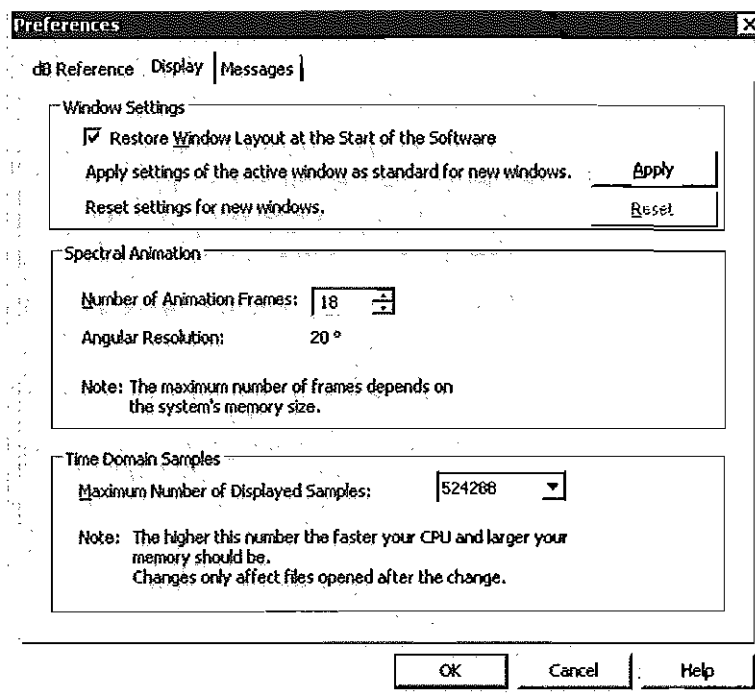 Preferences
dB Reference Display Messages
Window Settings
Restore Window Layout at the Start of the Software
Apply settings of the active window as standard for new windows. Apply
Reset settings for new windows. Reset
Spectral Animation
Number of Animation Frames: 18
Angular Resolution: 20 °
Note: The maximum number of frames depends on
the system's memory size.
Time Domain Samples
Maximum Number of Displayed Samples: 524288
Note: The higher this number the faster your CPU and larger your
memory should be.
Changes only affect files opened after the change.
OK Cancel Help